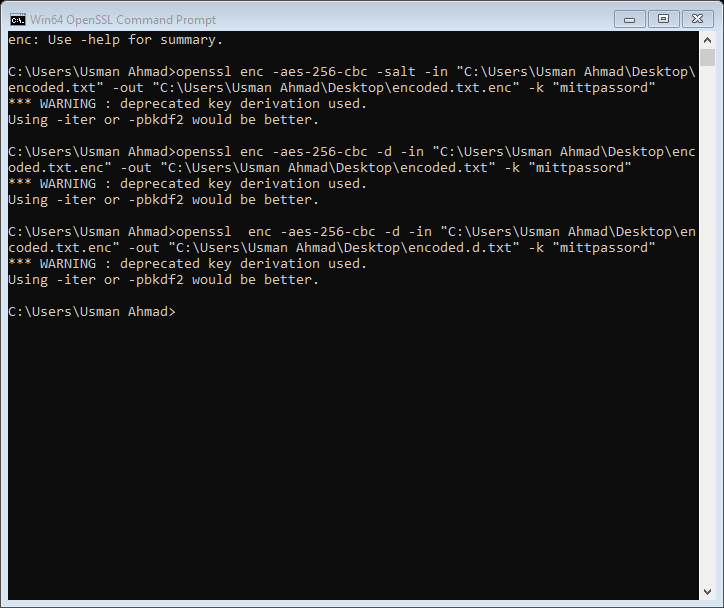 Win64 OpenSSL Command Prompt
enc: Use -help for summary.
C:\Users\Usman Ahmad>openssl enc -aes-256-cbc -salt -in "C:\Users\Usman Ahmad\Desktop\
encoded.txt" -out "C:\Users\Usman Ahmad\Desktop\encoded.txt.enc" -k "mittpassord"
*** WARNING : deprecated key derivation used.
Using -iter or -pbkdf2 would be better.
C:\Users\Usman Ahmad>openssl enc -aes-256-cbc -d -in "C:\Users\Usman Ahmad\Desktop\enc
oded.txt.enc" -out "C:\Users\Usman Ahmad\Desktop\encoded.txt" -k "mittpassord"
*** WARNING : deprecated key derivation used.
Using -iter or -pbkdf2 would be better.
C:\Users\Usman Ahmad>openssl  enc -aes-256-cbc -d -in "C:\Users\Usman Ahmad\Desktop\en
coded.txt.enc" -out "C:\Users\Usman Ahmad\Desktop\encoded.d.txt" -k "mittpassord"
*** WARNING : deprecated key derivation used.
Using -iter or -pbkdf2 would be better.
C:\Users\Usman Ahmad>